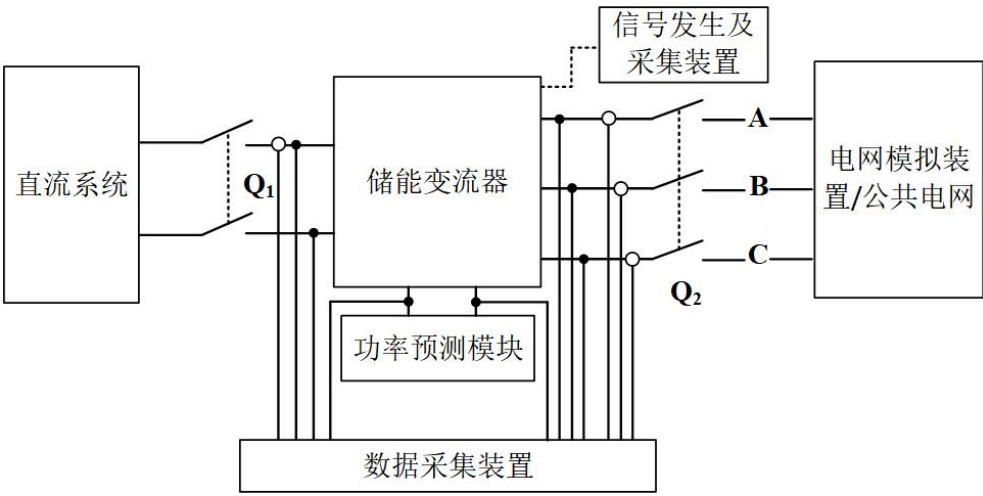 信号发生及
采集装置
直流系统
Q₁
储能变流器
A
B
C
Q₂
电网模拟装
置/公共电网
功率预测模块
数据采集装置